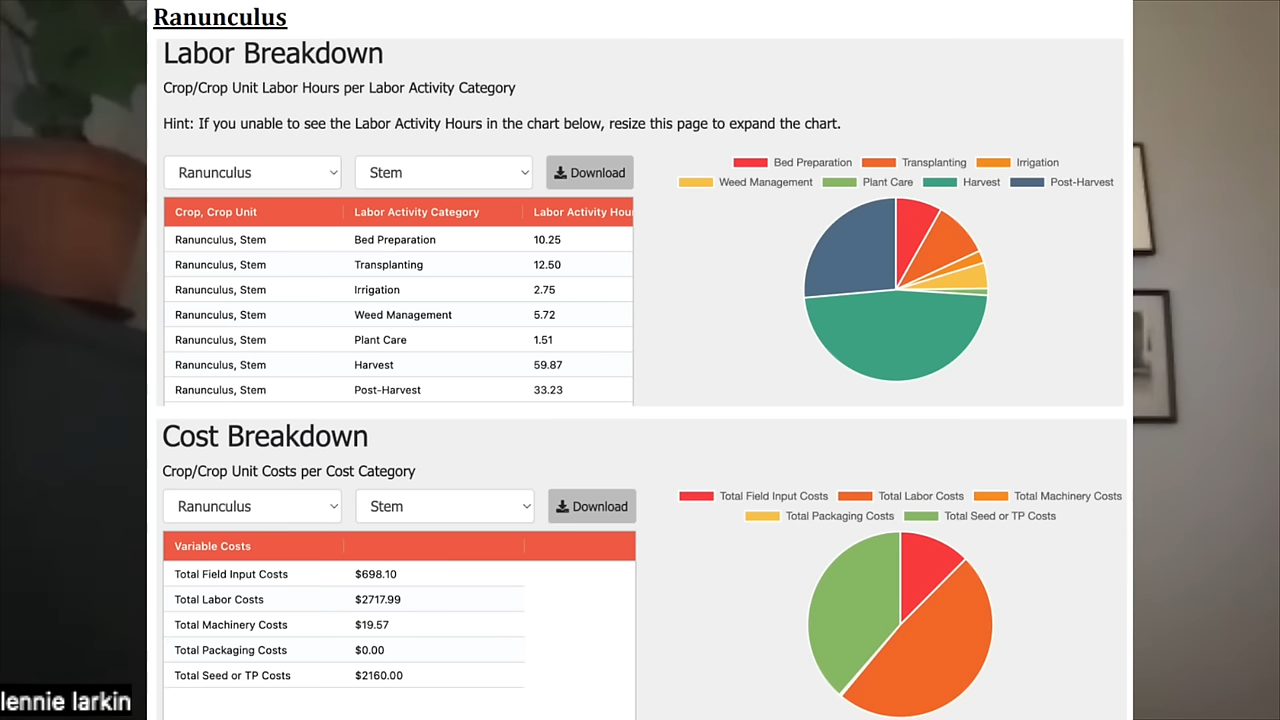 Ranunculus
Labor Breakdown
Crop/Crop Unit Labor Hours per Labor Activity Category
Hint: If you unable to see the Labor Activity Hours in the chart below, resize this page to expand the chart.
Ranunculus Stem Download
Crop, Crop Unit Labor Activity Category Labor Activity Hou
Ranunculus, Stem Bed Preparation 10.25
Ranunculus, Stem Transplanting 12.50
Ranunculus, Stem Irrigation 2.75
Ranunculus, Stem Weed Management 5.72
Ranunculus, Stem Plant Care 1.51
Ranunculus, Stem Harvest 59.87
Ranunculus, Stem Post-Harvest 33.23
Bed Preparation Transplanting Irrigation
Weed Management Plant Care Harvest Post-Harvest
Cost Breakdown
Crop/Crop Unit Costs per Cost Category
Ranunculus Stem Download
Variable Costs
Total Field Input Costs $698.10
Total Labor Costs $2717.99
Total Machinery Costs $19.57
Total Packaging Costs $0.00
Total Seed or TP Costs $2160.00
Total Field Input Costs Total Labor Costs Total Machinery Costs
Total Packaging Costs Total Seed or TP Costs
lennie larkin